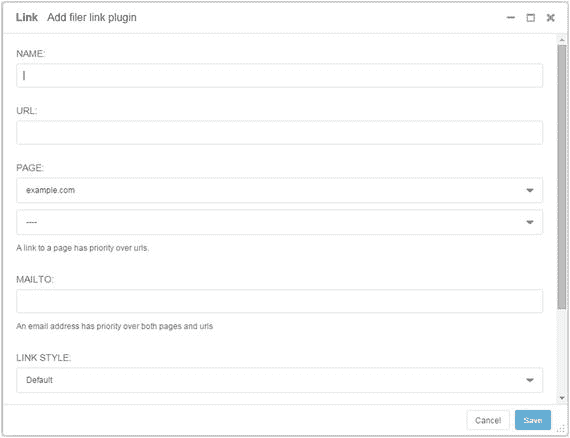 Link Add filer link plugin
NAME:
URL:
PAGE:
example.com
----
A link to a page has priority over urls.
MAILTO:
An email address has priority over both pages and urls
LINK STYLE:
Default
Cancel Save